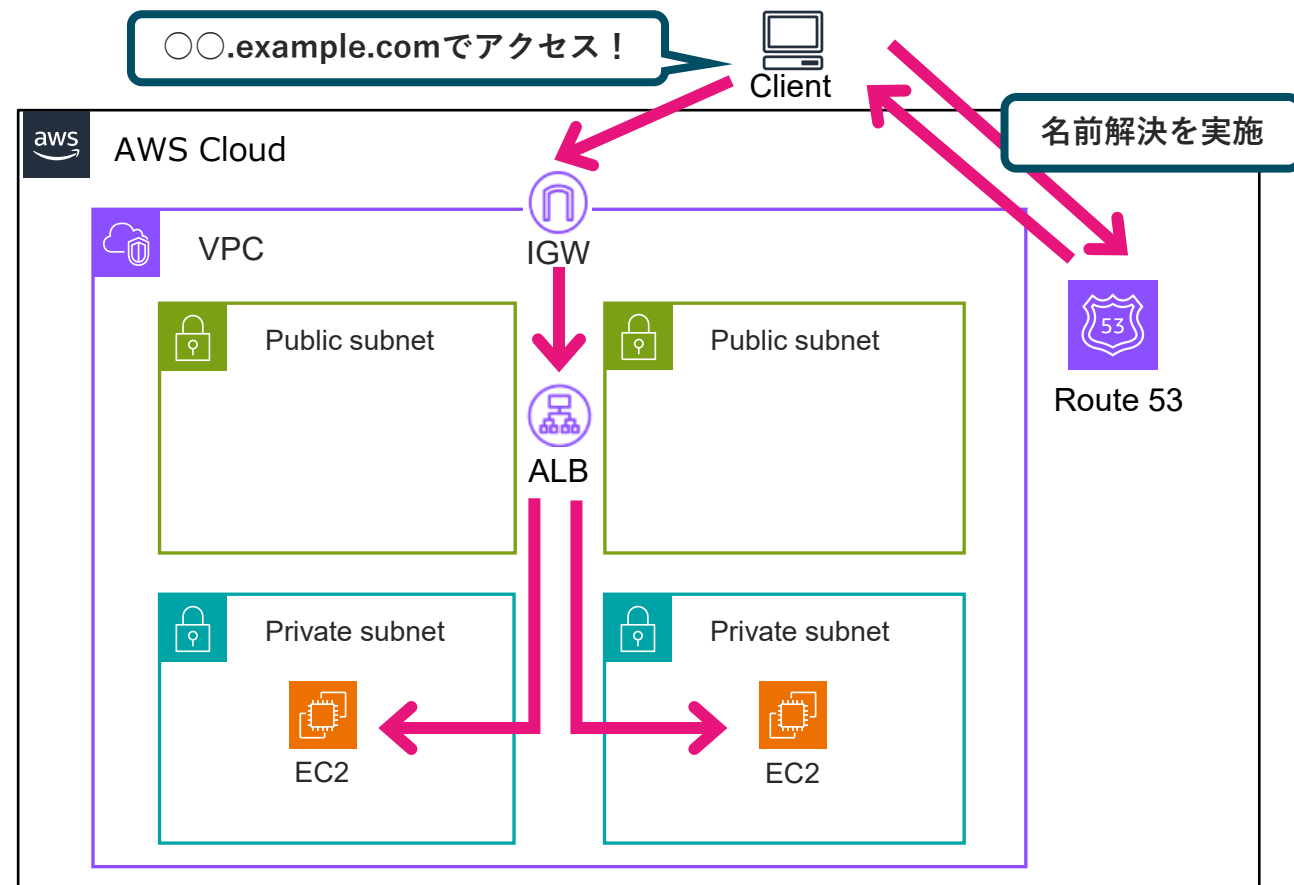 ○○.example.comでアクセス！
Client
名前解決を実施
aws
AWS Cloud
VPC
IGW
Public subnet
Public subnet
53
Route 53
ALB
Private subnet
Private subnet
EC2
EC2